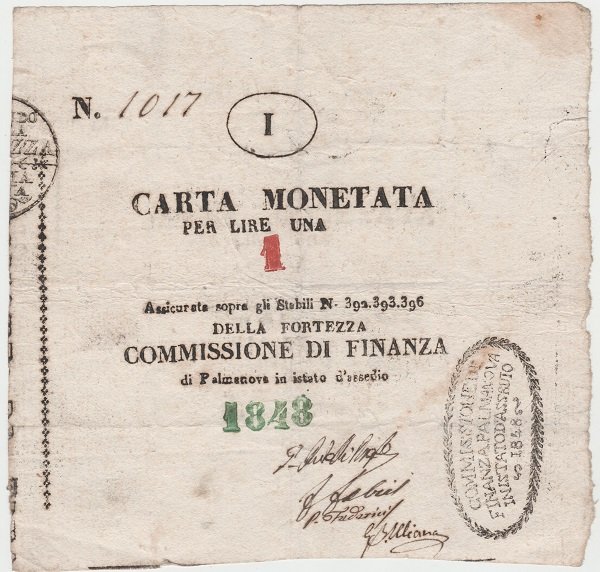 N. 1017
I
CARTA MONETATA
PER LIRE UNA
1
Assicurata sopra gli Stabili N. 392.393.396
DELLA FORTEZZA
COMMISSIONE DI FINANZA
di Palmanova in istato d'assedio
1848
COMMISSIONE DI
FINANZA PALMANOVA
IN ISTATO D'ASSEDIO
1848